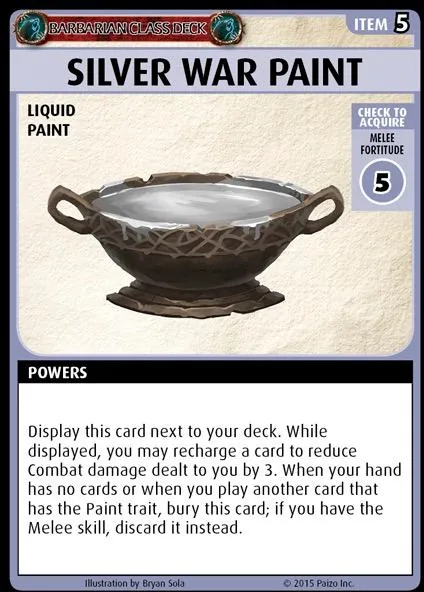 BARBARIAN CLASS DECK
ITEM 5
SILVER WAR PAINT
LIQUID
PAINT
CHECK TO
ACQUIRE
MELEE
FORTITUDE
5
POWERS
Display this card next to your deck. While
displayed, you may recharge a card to reduce
Combat damage dealt to you by 3. When your hand
has no cards or when you play another card that
has the Paint trait, bury this card; if you have the
Melee skill, discard it instead.
Illustration by Bryan Sola
© 2015 Paizo Inc.